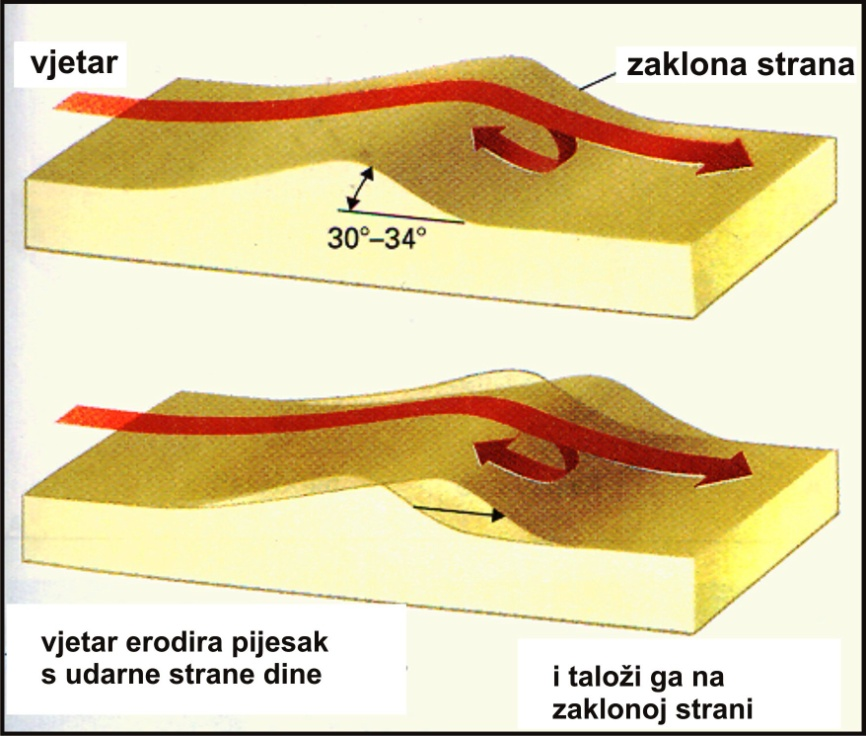 vjetar
zaklona strana
30°–34°
vjetar erodira pijesak
s udarne strane dine
i taloži ga na
zaklonoj strani